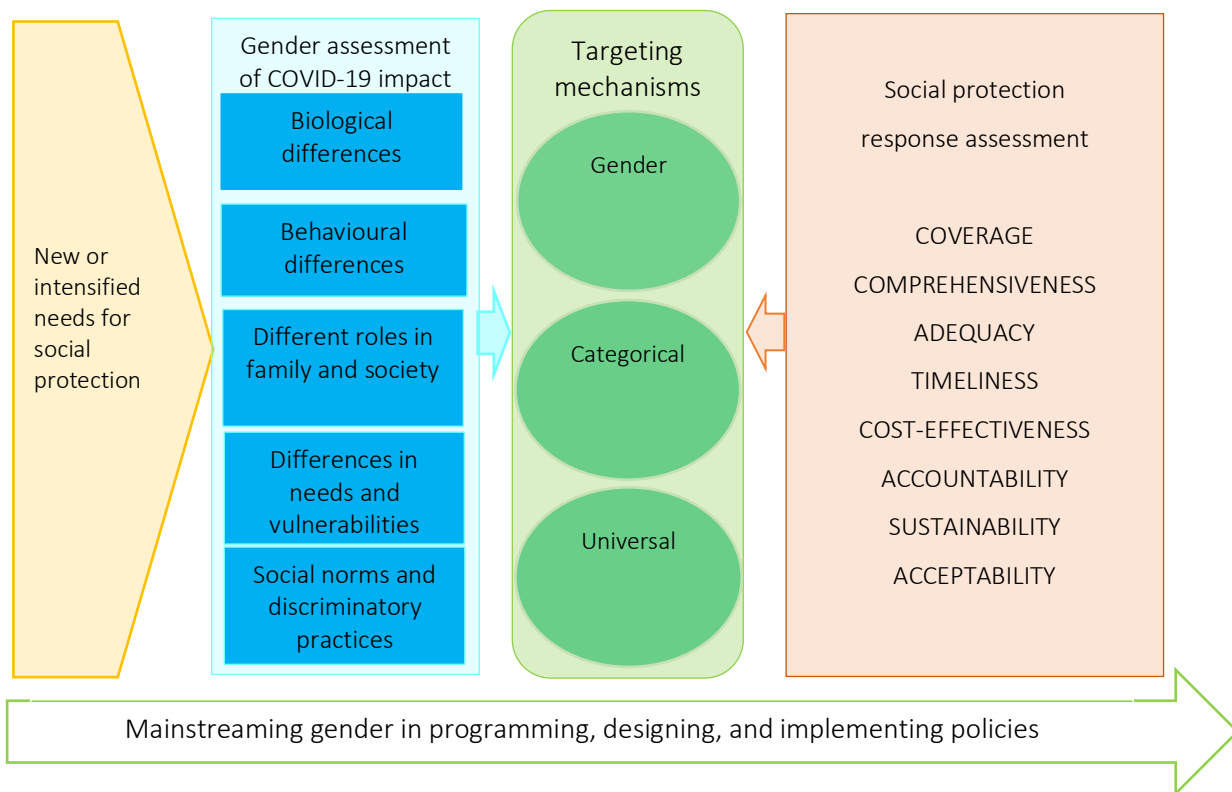 New or
intensified
needs for
social
protection
Gender assessment
of COVID-19 impact
Biological
differences
Behavioural
differences
Different roles in
family and society
Differences in
needs and
vulnerabilities
Social norms and
discriminatory
practices
Targeting
mechanisms
Gender
Categorical
Universal
Social protection
response assessment
COVERAGE
COMPREHENSIVENESS
ADEQUACY
TIMELINESS
COST-EFFECTIVENESS
ACCOUNTABILITY
SUSTAINABILITY
ACCEPTABILITY
Mainstreaming gender in programming, designing, and implementing policies